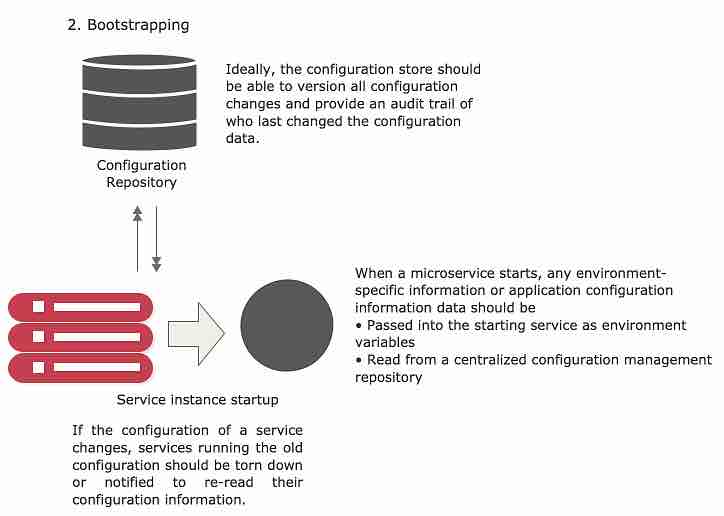 2. Bootstrapping
Ideally, the configuration store should
be able to version all configuration
changes and provide an audit trail of
who last changed the configuration
data.
Configuration
Repository
When a microservice starts, any environment-
specific information or application configuration
information data should be
• Passed into the starting service as environment
variables
• Read from a centralized configuration management
repository
Service instance startup
If the configuration of a service
changes, services running the old
configuration should be torn down
or notified to re-read their
configuration information.